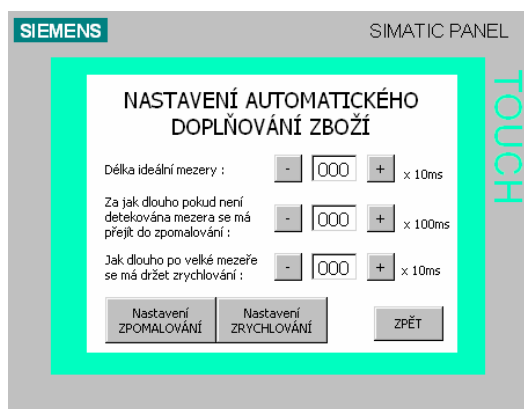 SIEMENS
SIMATIC PANEL
TOUCH
NASTAVENÍ AUTOMATICKÉHO
DOPLŇOVÁNÍ ZBOŽÍ
Délka ideální mezery :
- 000 + x 10ms
Za jak dlouho pokud není
detekována mezera se má
přejít do zpomalování :
- 000 + x 100ms
Jak dlouho po velké mezeře
se má držet zrychlování :
- 000 + x 10ms
Nastavení
ZPOMALOVÁNÍ
Nastavení
ZRYCHLOVÁNÍ
ZPĚT